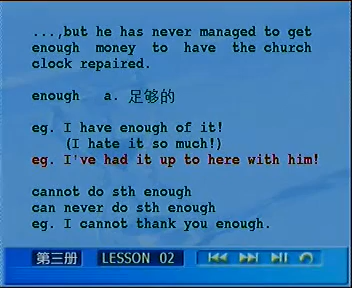 ...,but he has never managed to get
enough money to have the church
clock repaired.
enough a. 足够的
eg. I have enough of it!
(I hate it so much!)
eg. I've had it up to here with him!
cannot do sth enough
can never do sth enough
eg. I cannot thank you enough.
第三册 LESSON 02